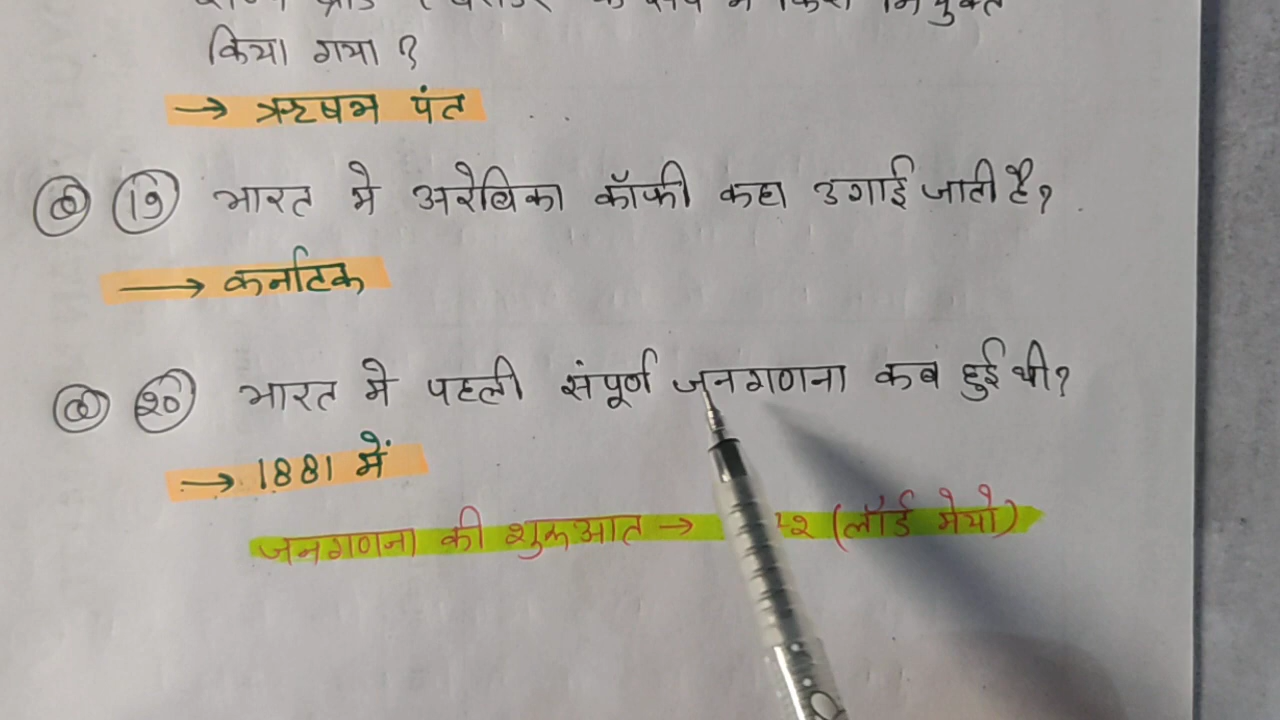 किया गया ?
→ ऋषभ पंत
19 भारत मे अरेबिका कॉफी कहा उगाई जाती है?
→ कर्नाटक
20 भारत मे पहली संपूर्ण जनगणना कब हुई थी?
→ 1881 में
जनगणना की शुरूआत → (लॉर्ड मेयो)